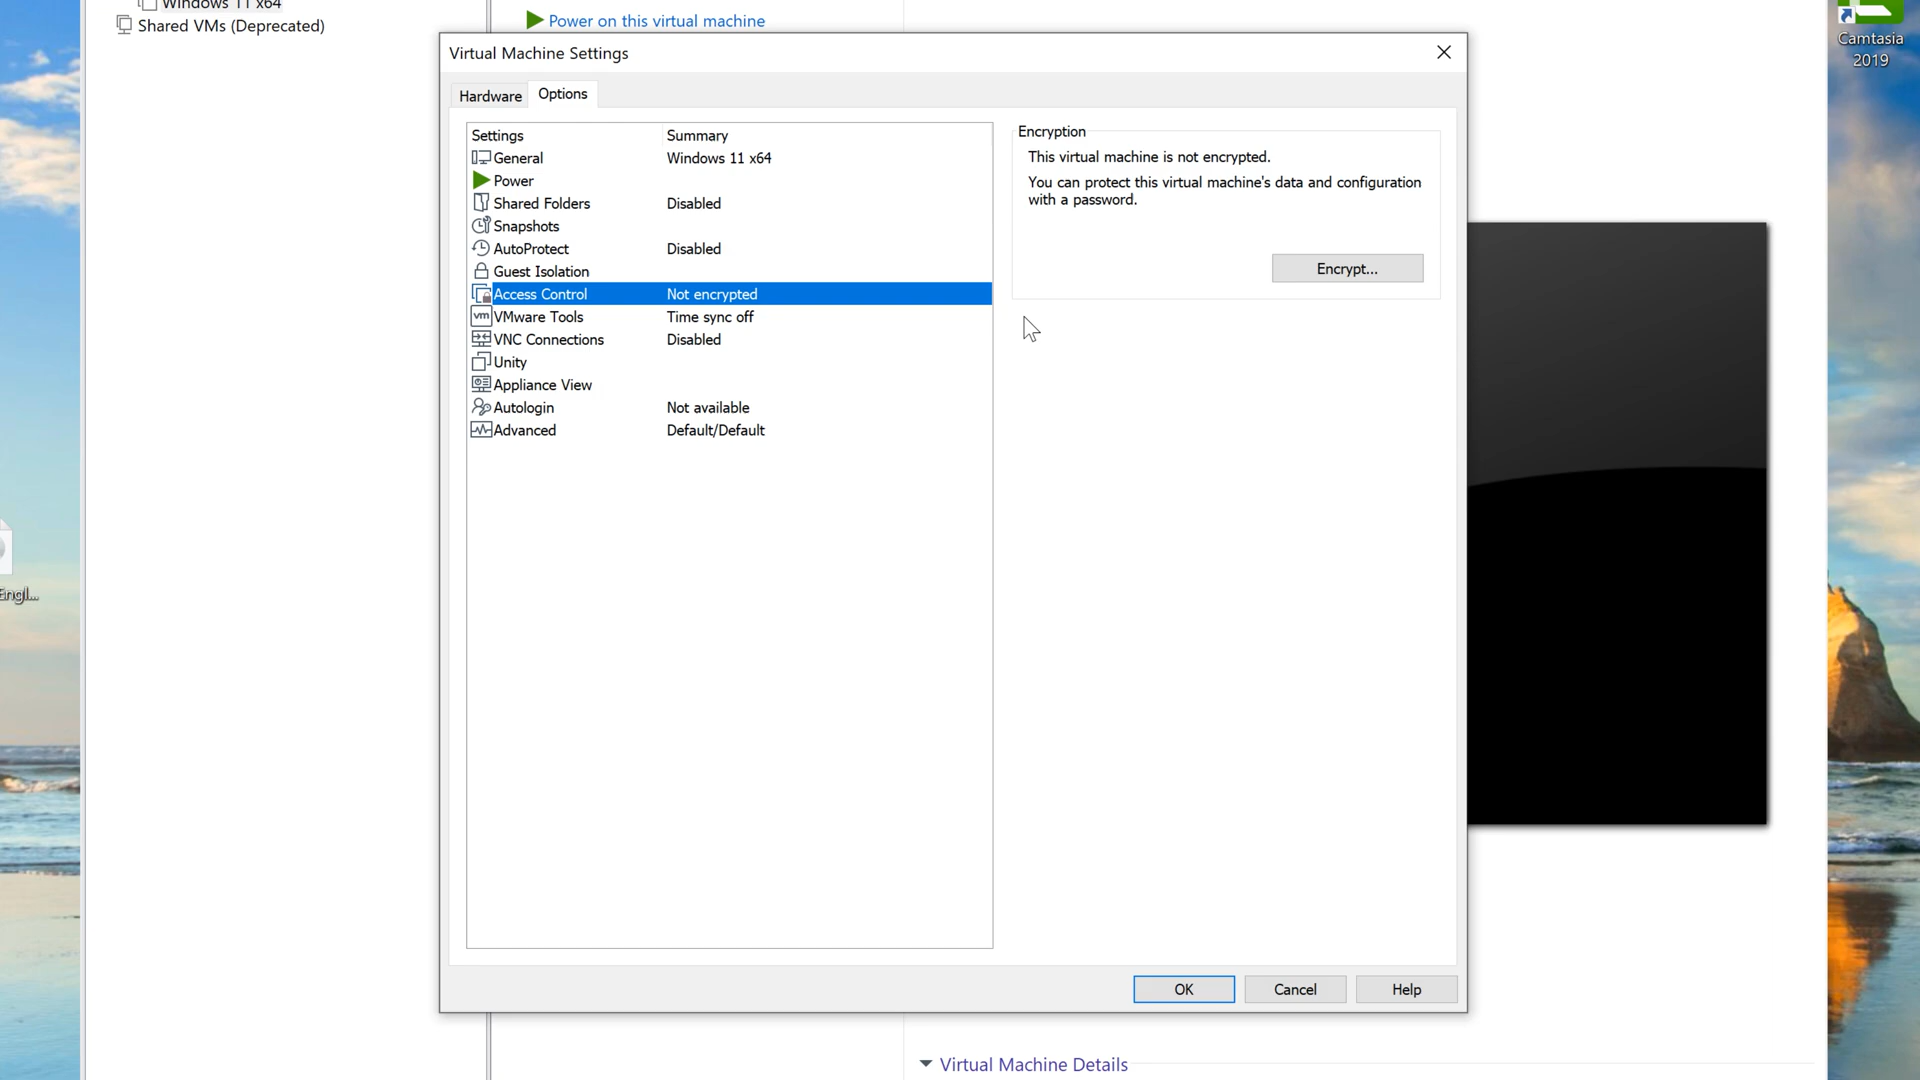 Windows 11 x64
Shared VMs (Deprecated)
Power on this virtual machine
Camtasia
2019
Virtual Machine Settings
Hardware
Options
Settings Summary
General Windows 11 x64
Power
Shared Folders Disabled
Snapshots
AutoProtect Disabled
Guest Isolation
Access Control Not encrypted
vm VMware Tools Time sync off
VNC Connections Disabled
Unity
Appliance View
Autologin Not available
Advanced Default/Default
Encryption
This virtual machine is not encrypted.
You can protect this virtual machine's data and configuration
with a password.
Encrypt...
Engl...
OK
Cancel
Help
Virtual Machine Details